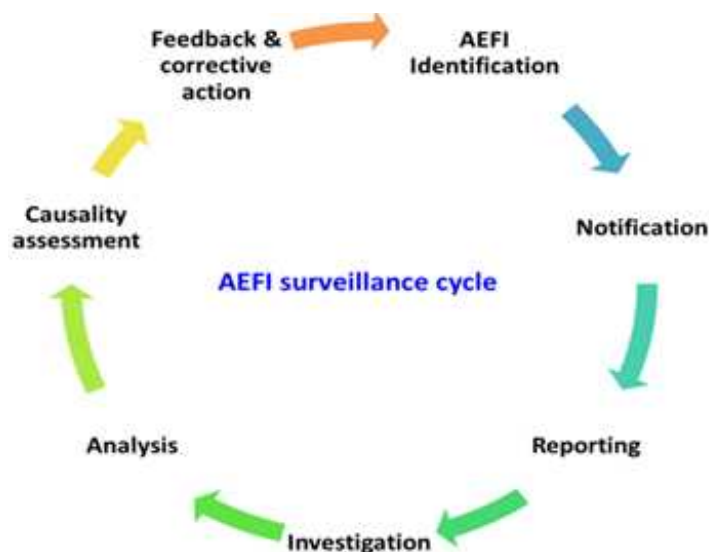 Feedback &
corrective
action
AEFI
Identification
Notification
Reporting
Investigation
Analysis
Causality
assessment
AEFI surveillance cycle